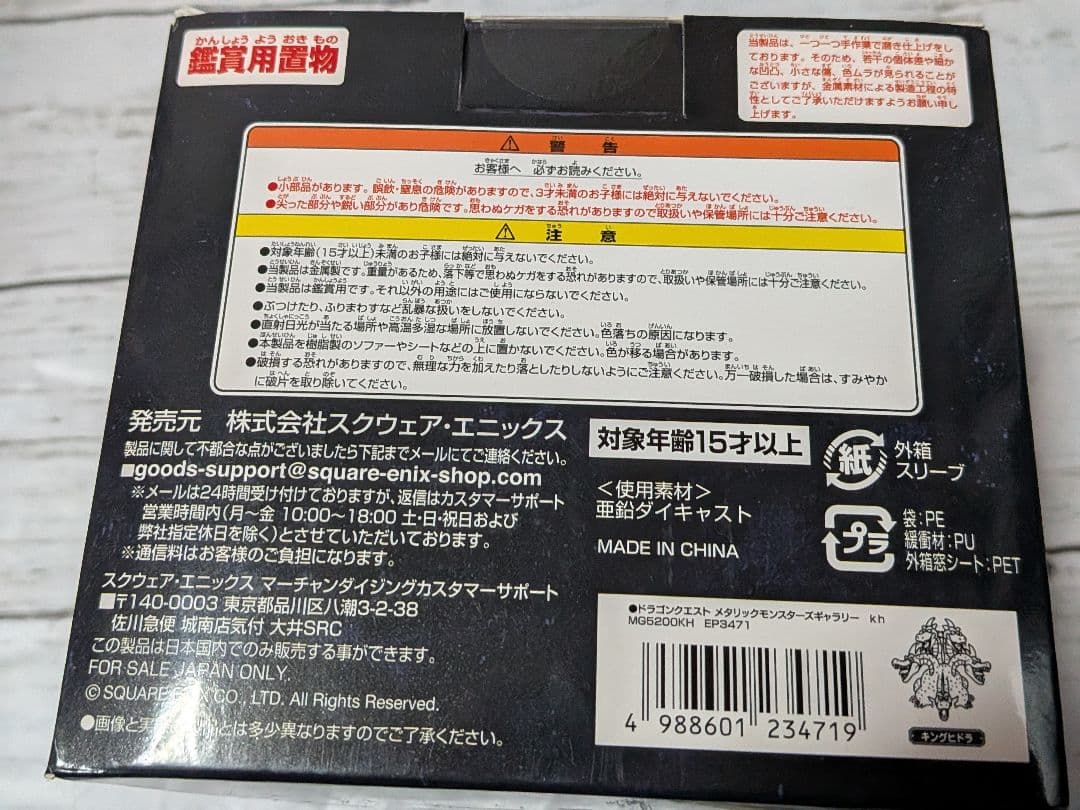 かんしょうようおきもの
鑑賞用置物
当製品は、一つ一つ手作業で磨き仕上げをし
ております。そのため、若干の個体差や細か
な凹凸、小さな傷、色ムラが見られることが
ございますが、金属素材による製造工程の特
性としてご了承いただけますようお願い申し
上げます。
⚠ 警告
お客様へ 必ずお読みください。
●小部品があります。誤飲・窒息の危険がありますので、3才未満のお子様には絶対に与えないでください。
●尖った部分や鋭い部分があり危険です。思わぬケガをする恐れがありますので取扱いや保管場所には十分ご注意ください。
⚠ 注意
●対象年齢(15才以上)未満のお子様には絶対に与えないでください。
●当製品は金属製です。重量があるため、落下等で思わぬケガをする恐れがありますので、取扱いや保管場所には十分ご注意ください。
●当製品は鑑賞用です。それ以外の用途にはご使用にならないでください。
●ぶつけたり、ふりまわすなど乱暴な扱いをしないでください。
●直射日光が当たる場所や高温多湿な場所に放置しないでください。色落ちの原因になります。
●本製品を樹脂製のソファーやシートなどの上に置かないでください。色が移る場合があります。
●破損する恐れがありますので、無理な力を加えたり落としたりしないようにご注意ください。万一破損した場合は、すみやか
に破片を取り除いてください。
発売元 株式会社スクウェア・エニックス
製品に関して不都合な点がございましたら下記までメールにてご連絡ください。
■goods-support@square-enix-shop.com
※メールは24時間受け付けておりますが、返信はカスタマーサポート
営業時間内(月～金 10:00～18:00 土・日・祝日および
弊社指定休日を除く)とさせていただいております。
※通信料はお客様のご負担になります。
スクウェア・エニックス マーチャンダイジングカスタマーサポート
■〒140-0003 東京都品川区八潮3-2-38
佐川急便 城南店気付 大井SRC
この製品は日本国内でのみ販売する事ができます。
FOR SALE JAPAN ONLY.
© SQUARE ENIX CO., LTD. All Rights Reserved.
●画像と実際の商品とは多少異なりますのでご了承ください。
対象年齢15才以上
＜使用素材＞
亜鉛ダイキャスト
MADE IN CHINA
紙
外箱
スリーブ
プラ
袋:PE
緩衝材:PU
外箱窓シート:PET
●ドラゴンクエスト メタリックモンスターズギャラリー kh
MG5200KH EP3471
4 988601 234719
キングヒドラ